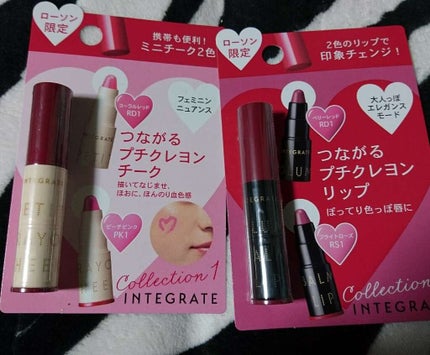 ローソン
限定
携帯も便利!
ミニチーク2色
コーラルレッド
RD1
フェミニン
ニュアンス
つながる
プチクレヨン
チーク
描いてなじませ、
ほおに、ほんのり血色感
ピーチピンク
PK1
Collection 1
INTEGRATE
ローソン
限定
2色のリップで
印象チェンジ!
ベリーレッド
RD1
大人っぽ
エレガンス
モード
つながる
プチクレヨン
リップ
ぽってり色っぽ唇に
ブライトローズ
RS1
Collection
INTEGRA